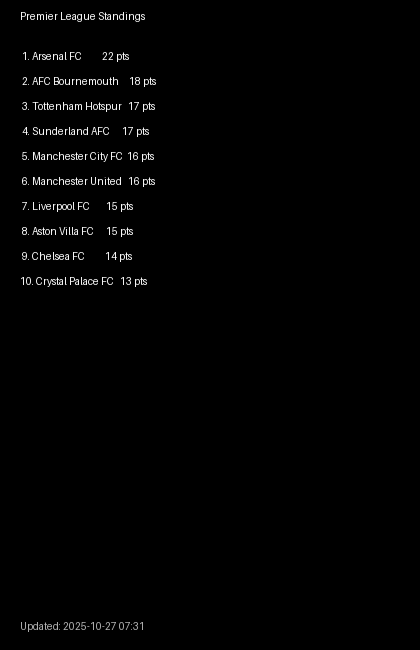 Premier League Standings
1. Arsenal FC 22 pts
2. AFC Bournemouth 18 pts
3. Tottenham Hotspur 17 pts
4. Sunderland AFC 17 pts
5. Manchester City FC 16 pts
6. Manchester United 16 pts
7. Liverpool FC 15 pts
8. Aston Villa FC 15 pts
9. Chelsea FC 14 pts
10. Crystal Palace FC 13 pts
Updated: 2025-10-27 07:31